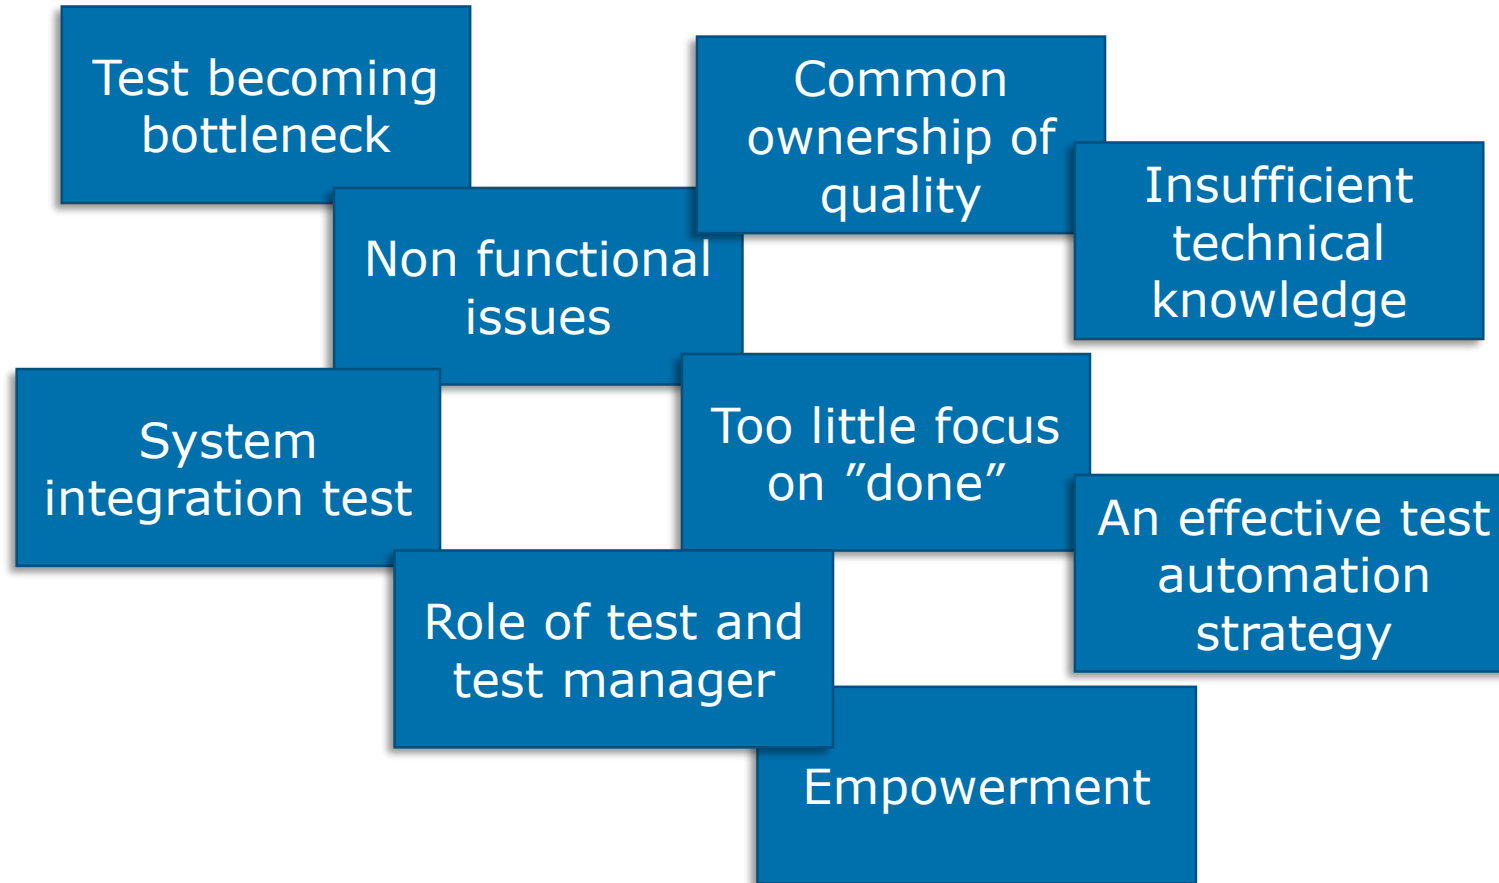 Test becoming
bottleneck
Common
ownership of
quality
Insufficient
technical
knowledge
Non functional
issues
System
integration test
Too little focus
on ”done”
An effective test
automation
strategy
Role of test and
test manager
Empowerment